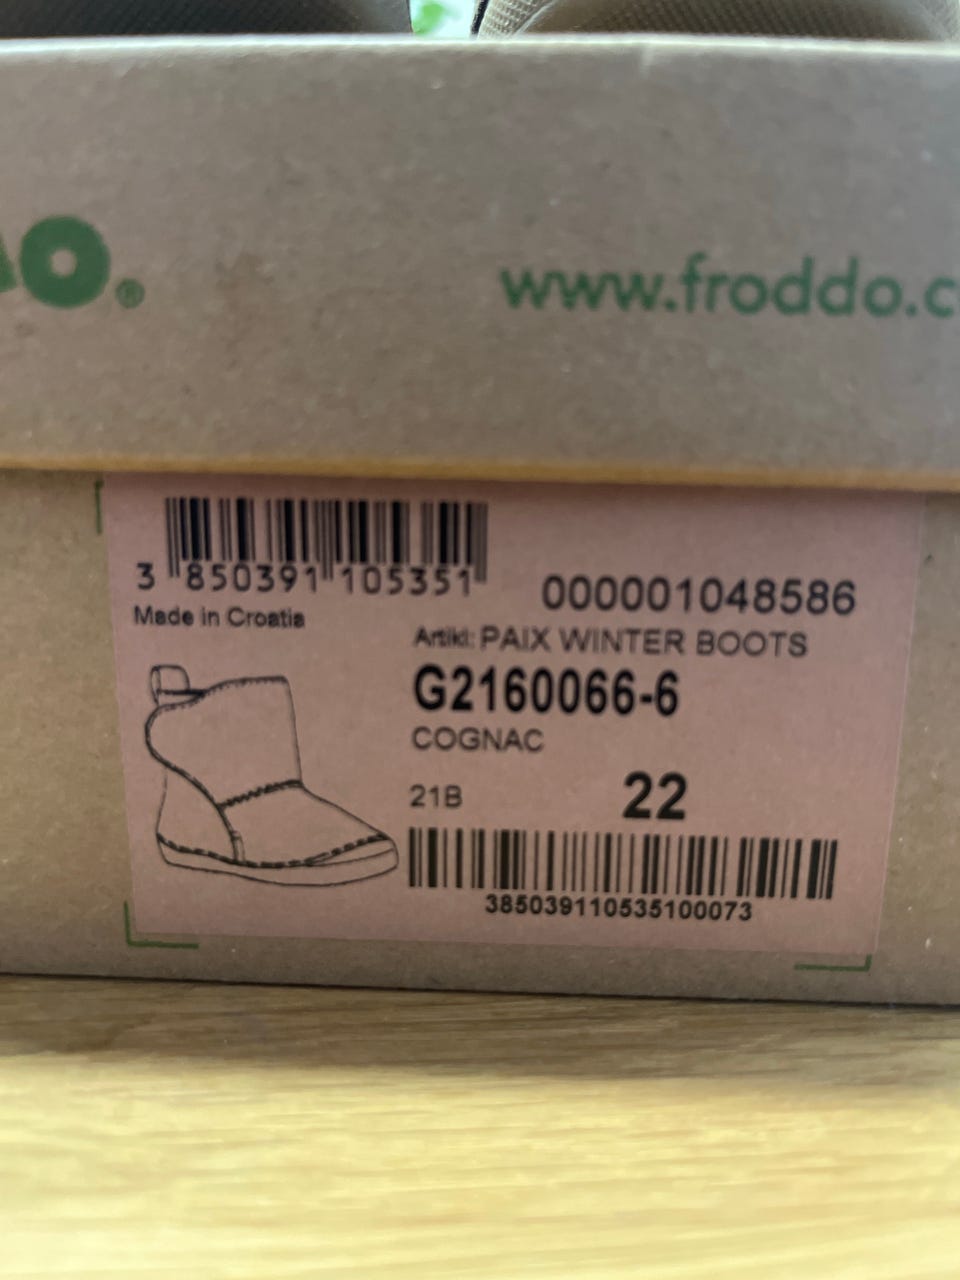 o®
www.froddo.c
3 850391 105351
000001048586
Made in Croatia
Artikl: PAIX WINTER BOOTS
G2160066-6
COGNAC
21B 22
385039110535100073